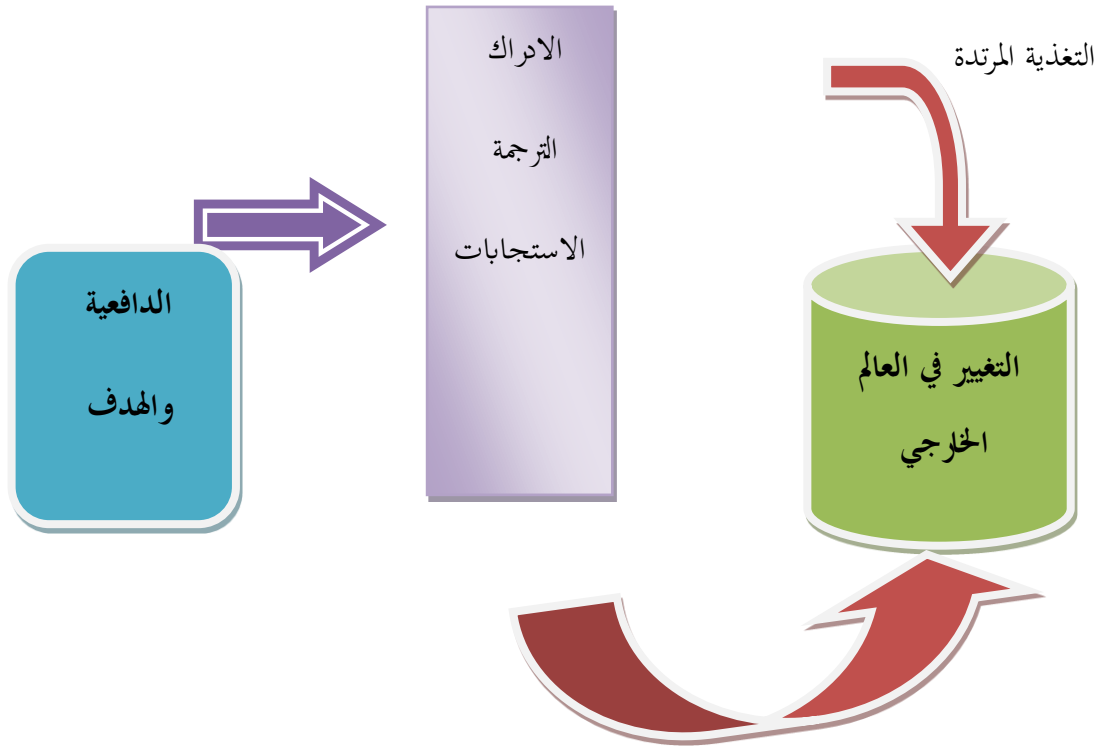 التغذية المرتدة
الادراك
الترجمة
الاستجابات
الدافعية
والهدف
التغيير في العالم
الخارجي